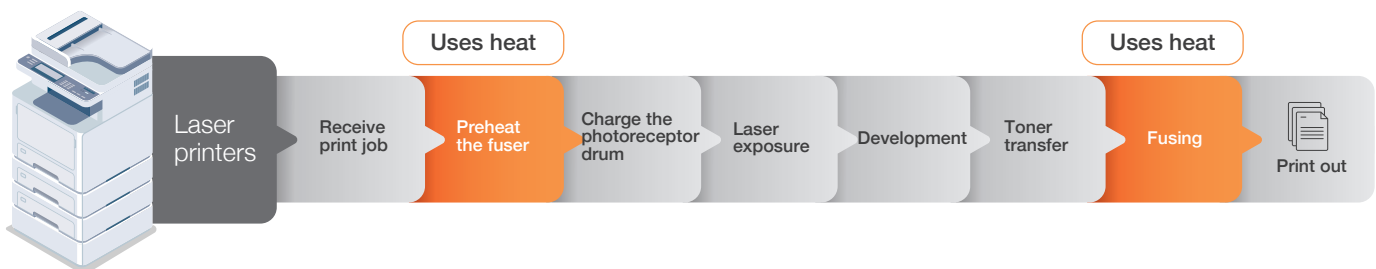 Uses heat
Uses heat
Laser
printers
Receive
print job
Preheat
the fuser
Charge the
photoreceptor
drum
Laser
exposure
Development
Toner
transfer
Fusing
Print out